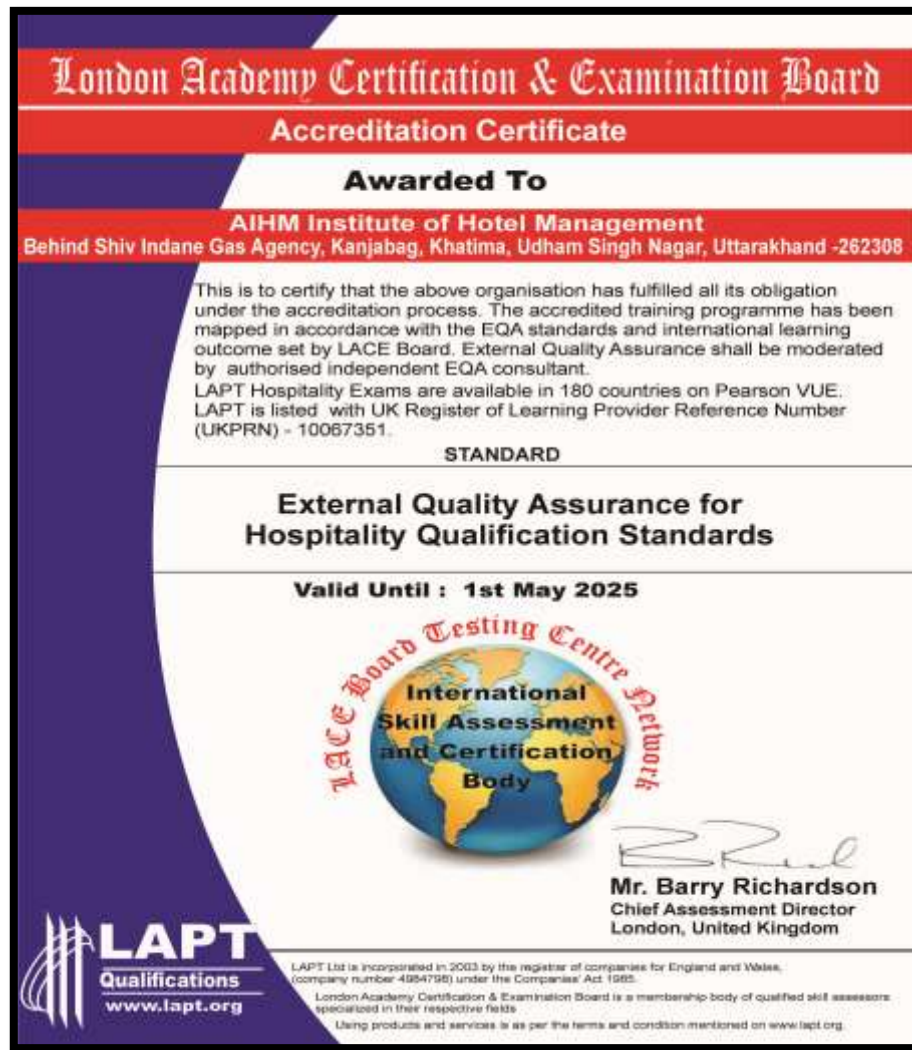 London Academy Certification & Examination Board
Accreditation Certificate
Awarded To
AIHM Institute of Hotel Management
Behind Shiv Indane Gas Agency, Kanjabag, Khatima, Udham Singh Nagar, Uttarakhand -262308
This is to certify that the above organisation has fulfilled all its obligation
under the accreditation process. The accredited training programme has been
mapped in accordance with the EQA standards and international learning
outcome set by LACE Board. External Quality Assurance shall be moderated
by authorised independent EQA consultant.
LAPT Hospitality Exams are available in 180 countries on Pearson VUE.
LAPT is listed with UK Register of Learning Provider Reference Number
(UKPRN) - 10067351.
STANDARD
External Quality Assurance for
Hospitality Qualification Standards
Valid Until : 1st May 2025
LACE Board Testing Centre Network
International
Skill Assessment
and Certification
Body
Mr. Barry Richardson
Chief Assessment Director
London, United Kingdom
LAPT
Qualifications
www.lapt.org
LAPT Ltd is incorporated in 2003 by the registrar of companies for England and Wales,
(company number 4984796) under the Companies' Act 1985.
London Academy Certification & Examination Board is a membership body of qualified skill assessors
specialized in their respective fields
Using products and services is as per the terms and condition mentioned on www.lapt.org.